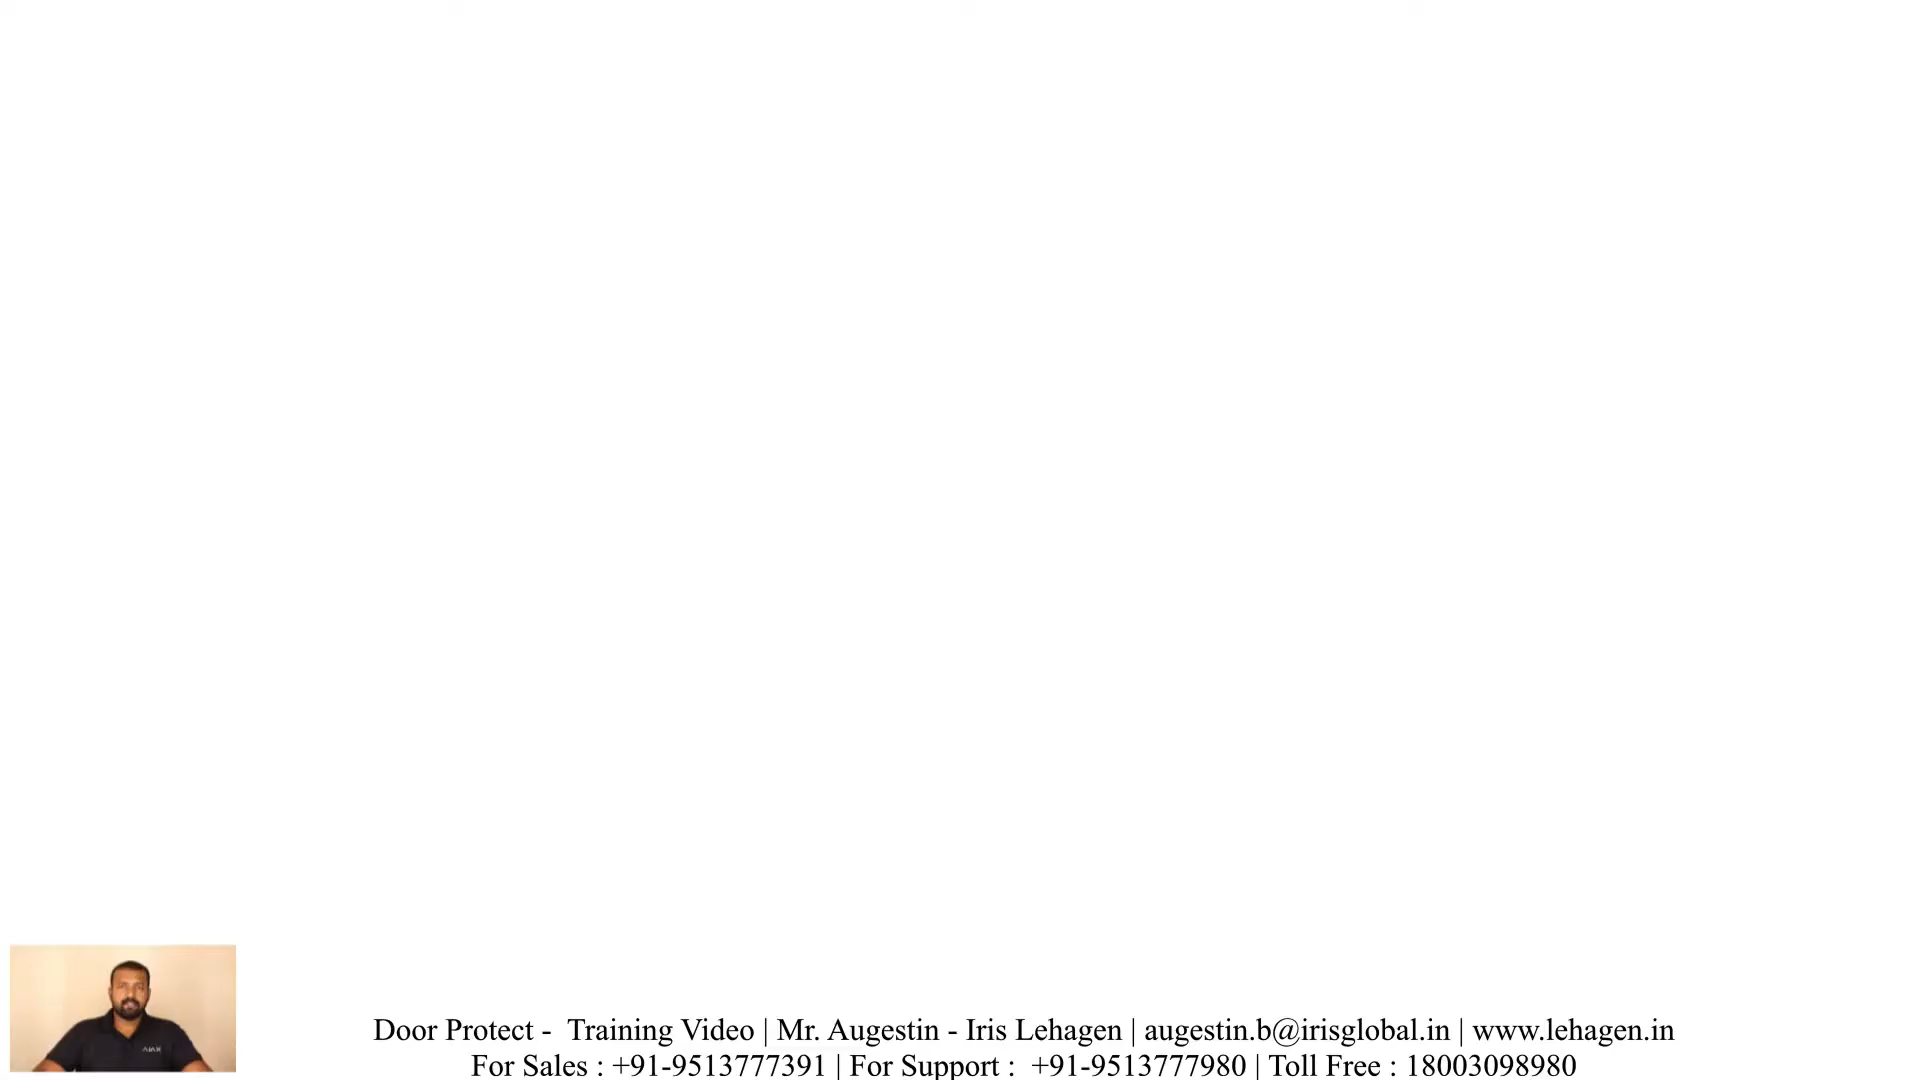 AJAX
Door Protect -  Training Video | Mr. Augestin - Iris Lehagen | augestin.b@irisglobal.in | www.lehagen.in
For Sales : +91-9513777391 | For Support :  +91-9513777980 | Toll Free : 18003098980